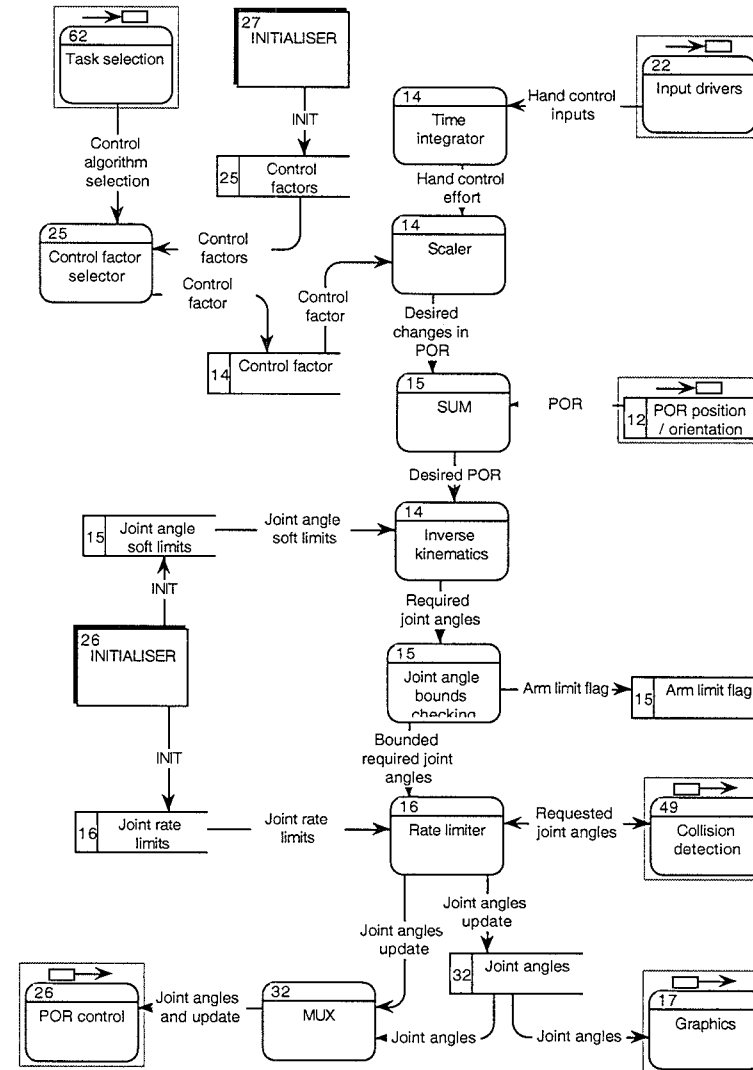 62
Task selection
27
INITIALISER
22
Input drivers
Hand control
inputs
14
Time
integrator
INIT
Control
algorithm
selection
25
Control
factors
Hand control
effort
25
Control factor
selector
Control
factors
Control
factor
14
Scaler
Control
factor
14
Control factor
Desired
changes in
POR
15
SUM
POR
12
POR position
/ orientation
Desired POR
15
Joint angle
soft limits
Joint angle
soft limits
14
Inverse
kinematics
INIT
Required
joint angles
26
INITIALISER
15
Joint angle
bounds
checking
Arm limit flag
15
Arm limit flag
Bounded
required joint
angles
INIT
16
Joint rate
limits
Joint rate
limits
16
Rate limiter
Requested
joint angles
49
Collision
detection
Joint angles
update
Joint angles
update
32
Joint angles
26
POR control
Joint angles
and update
32
MUX
Joint angles
Joint angles
17
Graphics